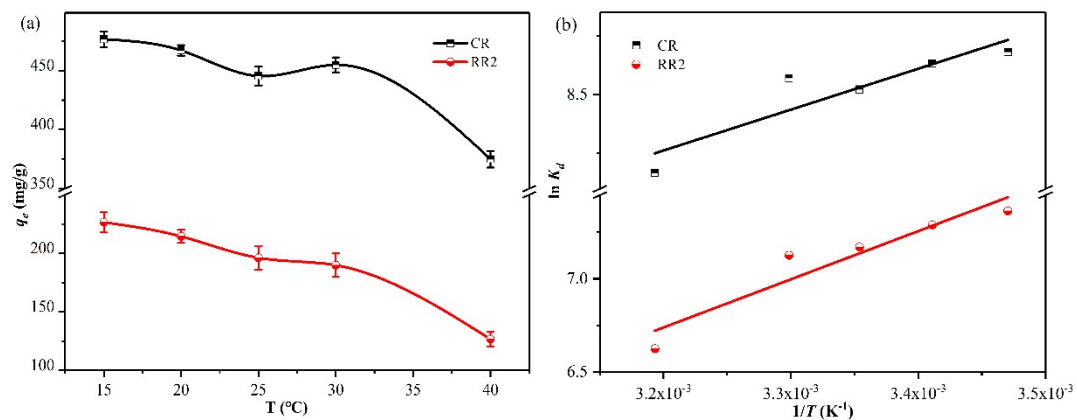 (a)
CR
RR2
450
400
350
200
150
100
q_e (mg/g)
15 20 25 30 35 40
T (°C)
(b)
CR
RR2
8.5
7.0
6.5
ln K_d
3.2x10⁻³ 3.3x10⁻³ 3.4x10⁻³ 3.5x10⁻³
1/T (K⁻¹)